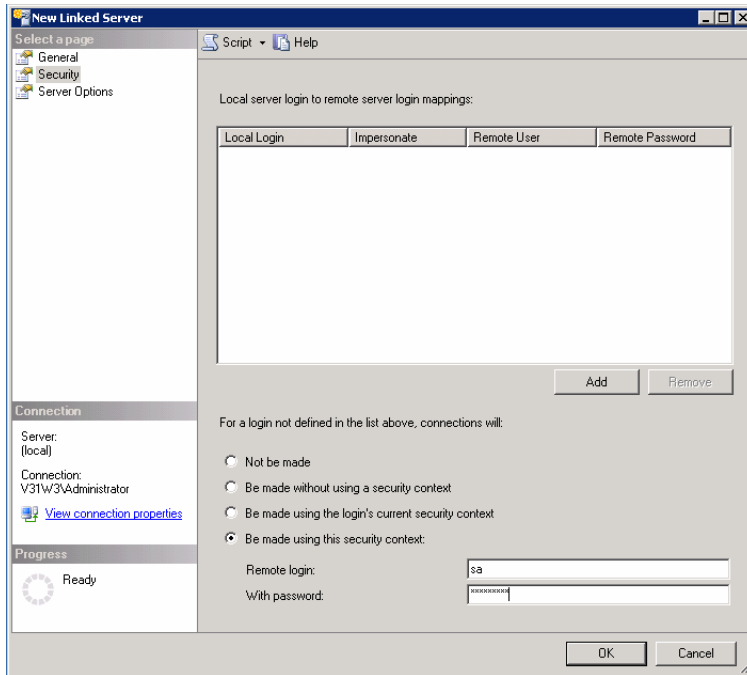 New Linked Server
Select a page
General
Security
Server Options
Script
Help
Local server login to remote server login mappings:
Local Login Impersonate Remote User Remote Password
Add Remove
Connection
Server:
(local)
Connection:
V31W3\Administrator
View connection properties
Progress
Ready
For a login not defined in the list above, connections will:
Not be made
Be made without using a security context
Be made using the login's current security context
Be made using this security context:
Remote login: sa
With password: *********
OK Cancel